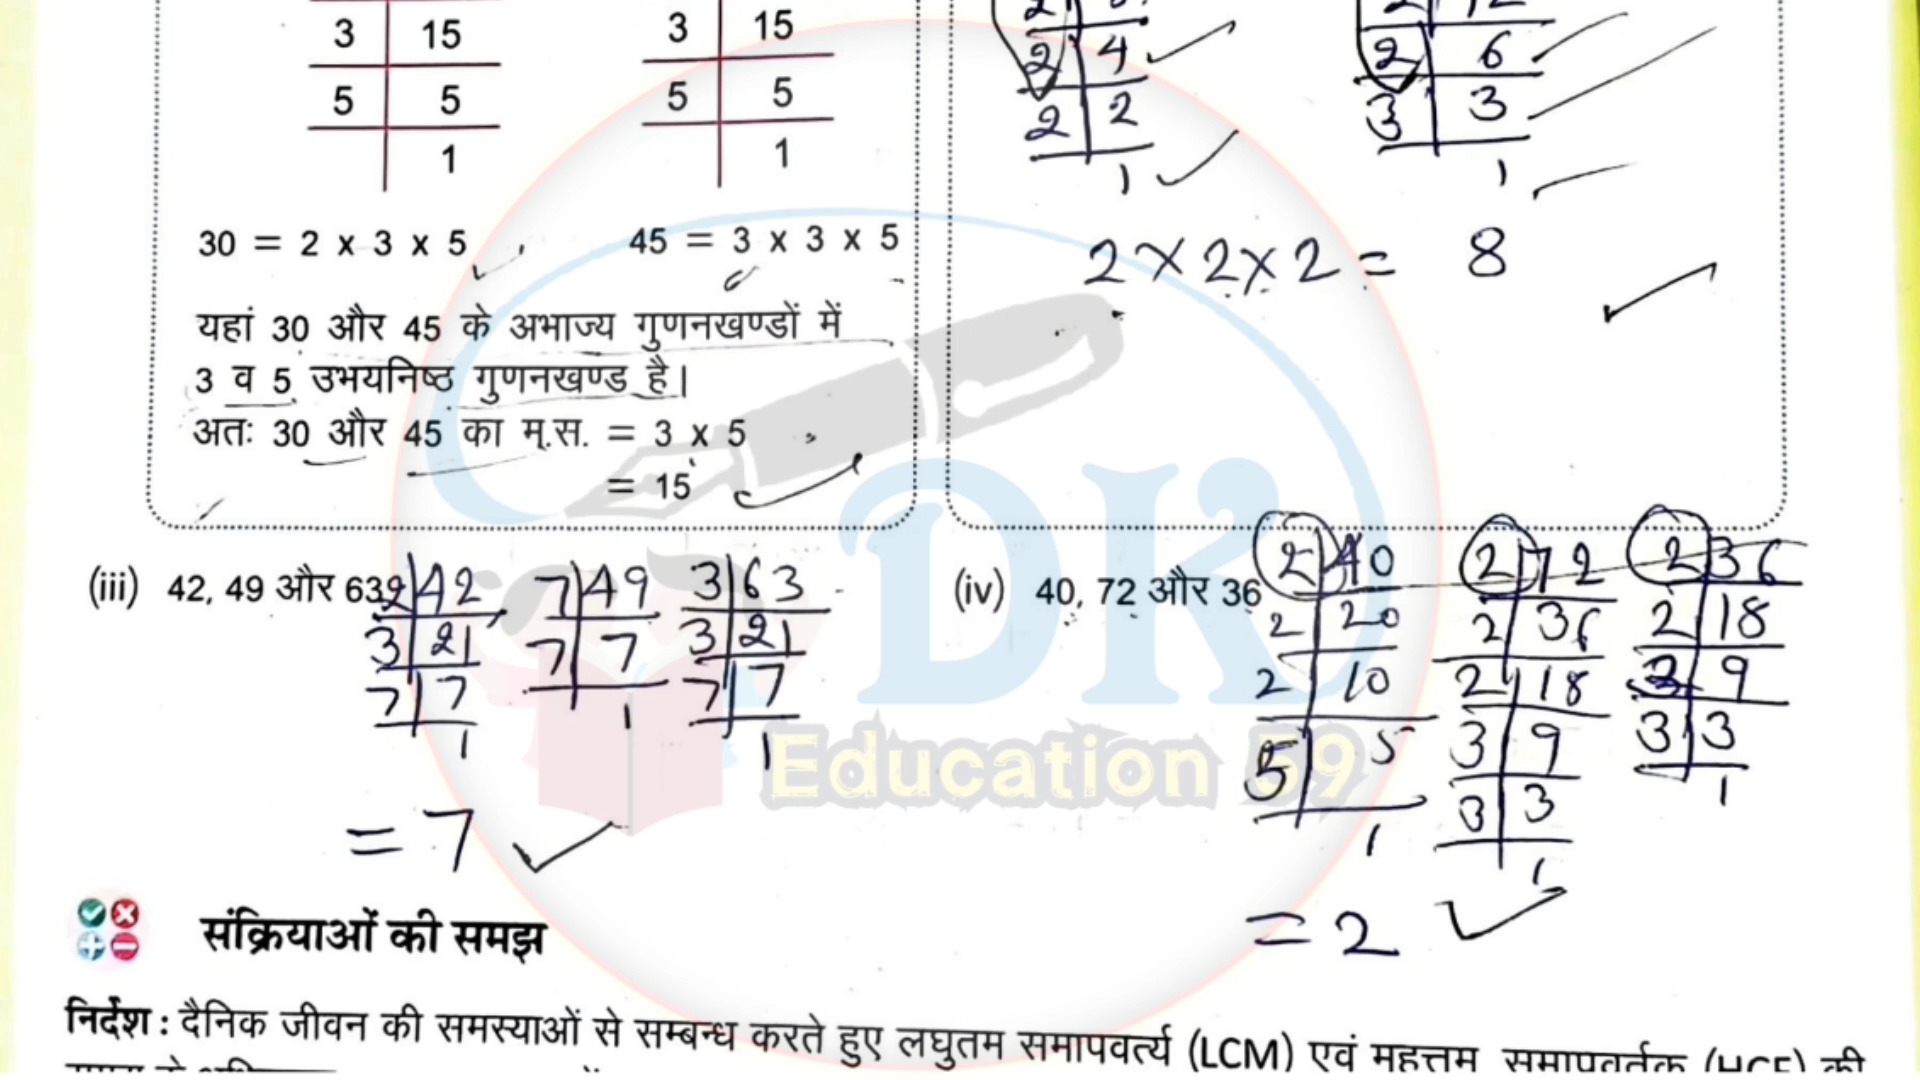 3 | 15
5 | 5
1
3 | 15
5 | 5
1
30 = 2 x 3 x 5
45 = 3 x 3 x 5
यहां 30 और 45 के अभाज्य गुणनखण्डों में
3 व 5 उभयनिष्ठ गुणनखण्ड है।
अतः 30 और 45 का म.स. = 3 x 5
= 15
2 | 4
2 | 2
1
2 | 6
3 | 3
1
2 × 2 × 2 = 8
(iii) 42, 49 और 63
2 | 42
3 | 21
7 | 7
1
7 | 49
7 | 7
1
3 | 63
3 | 21
7 | 7
1
= 7
(iv) 40, 72 और 36
2 | 40
2 | 20
2 | 10
5 | 5
1
2 | 72
2 | 36
2 | 18
3 | 9
3 | 3
1
2 | 36
2 | 18
3 | 9
3 | 3
1
= 2
DK
Education 59
संक्रियाओं की समझ
निर्देश : दैनिक जीवन की समस्याओं से सम्बन्ध करते हुए लघुतम समापवर्त्य (LCM) एवं महत्तम समापवर्तक (HCF) की